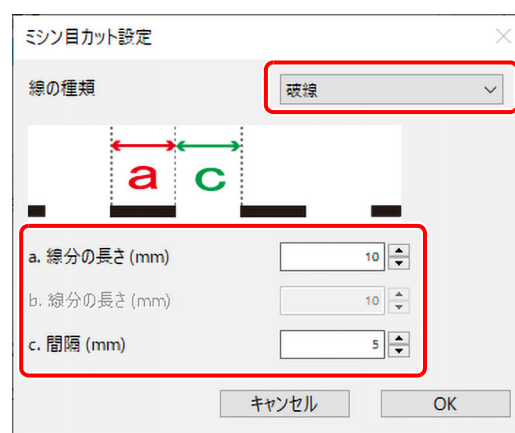 ミシン目カット設定
線の種類 破線
a c
a. 線分の長さ (mm) 10
b. 線分の長さ (mm) 10
c. 間隔 (mm) 5
キャンセル OK